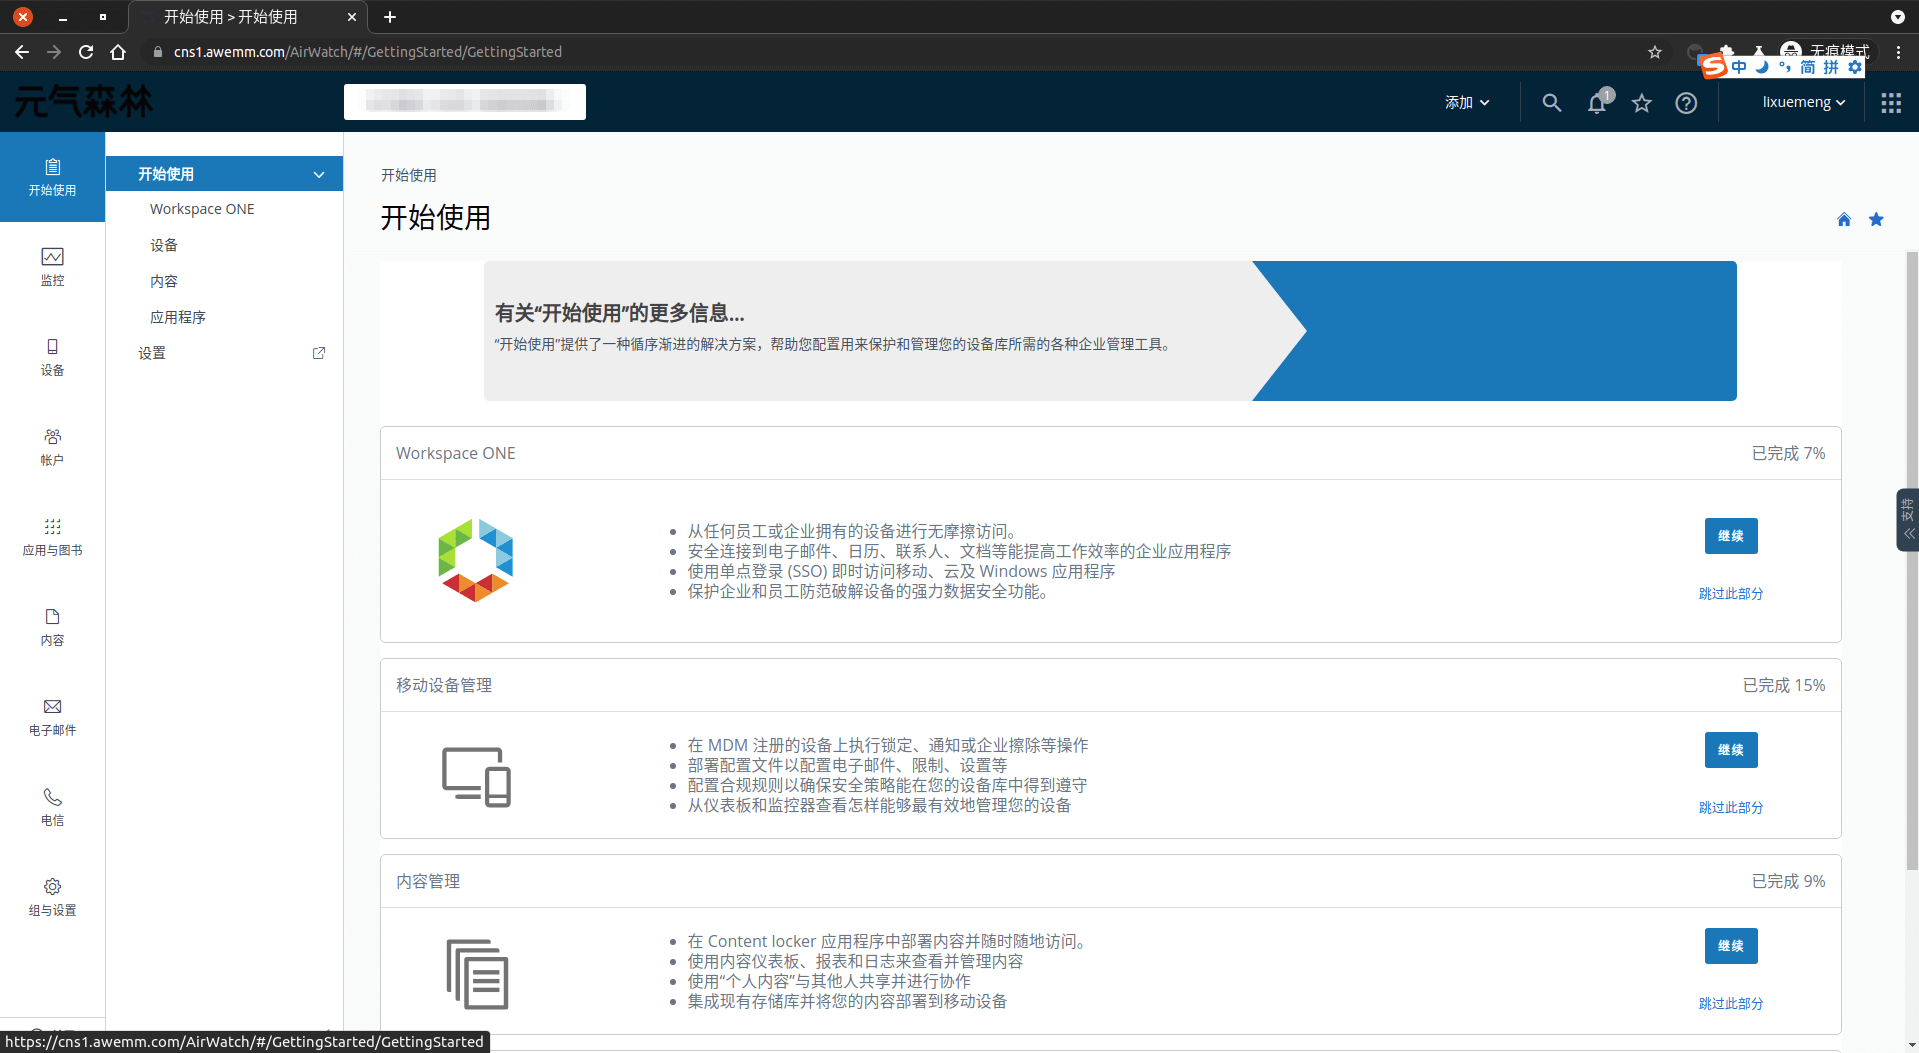 开始使用 > 开始使用
cns1.awemm.com/AirWatch/#/GettingStarted/GettingStarted
无痕模式
中 简 拼
元气森林
添加
1
lixuemeng
开始使用
监控
设备
帐户
应用与图书
内容
电子邮件
电信
组与设置
开始使用
Workspace ONE
设备
内容
应用程序
设置
开始使用
开始使用
有关“开始使用”的更多信息...
“开始使用”提供了一种循序渐进的解决方案，帮助您配置用来保护和管理您的设备库所需的各种企业管理工具。
Workspace ONE
已完成 7%
从任何员工或企业拥有的设备进行无摩擦访问。
安全连接到电子邮件、日历、联系人、文档等能提高工作效率的企业应用程序
使用单点登录 (SSO) 即时访问移动、云及 Windows 应用程序
保护企业和员工防范破解设备的强力数据安全功能。
继续
跳过此部分
移动设备管理
已完成 15%
在 MDM 注册的设备上执行锁定、通知或企业擦除等操作
部署配置文件以配置电子邮件、限制、设置等
配置合规规则以确保安全策略能在您的设备库中得到遵守
从仪表板和监控器查看怎样能够最有效地管理您的设备
继续
跳过此部分
内容管理
已完成 9%
在 Content locker 应用程序中部署内容并随时随地访问。
使用内容仪表板、报表和日志来查看并管理内容
使用“个人内容”与其他人共享并进行协作
集成现有存储库并将您的内容部署到移动设备
继续
跳过此部分
支持
https://cns1.awemm.com/AirWatch/#/GettingStarted/GettingStarted